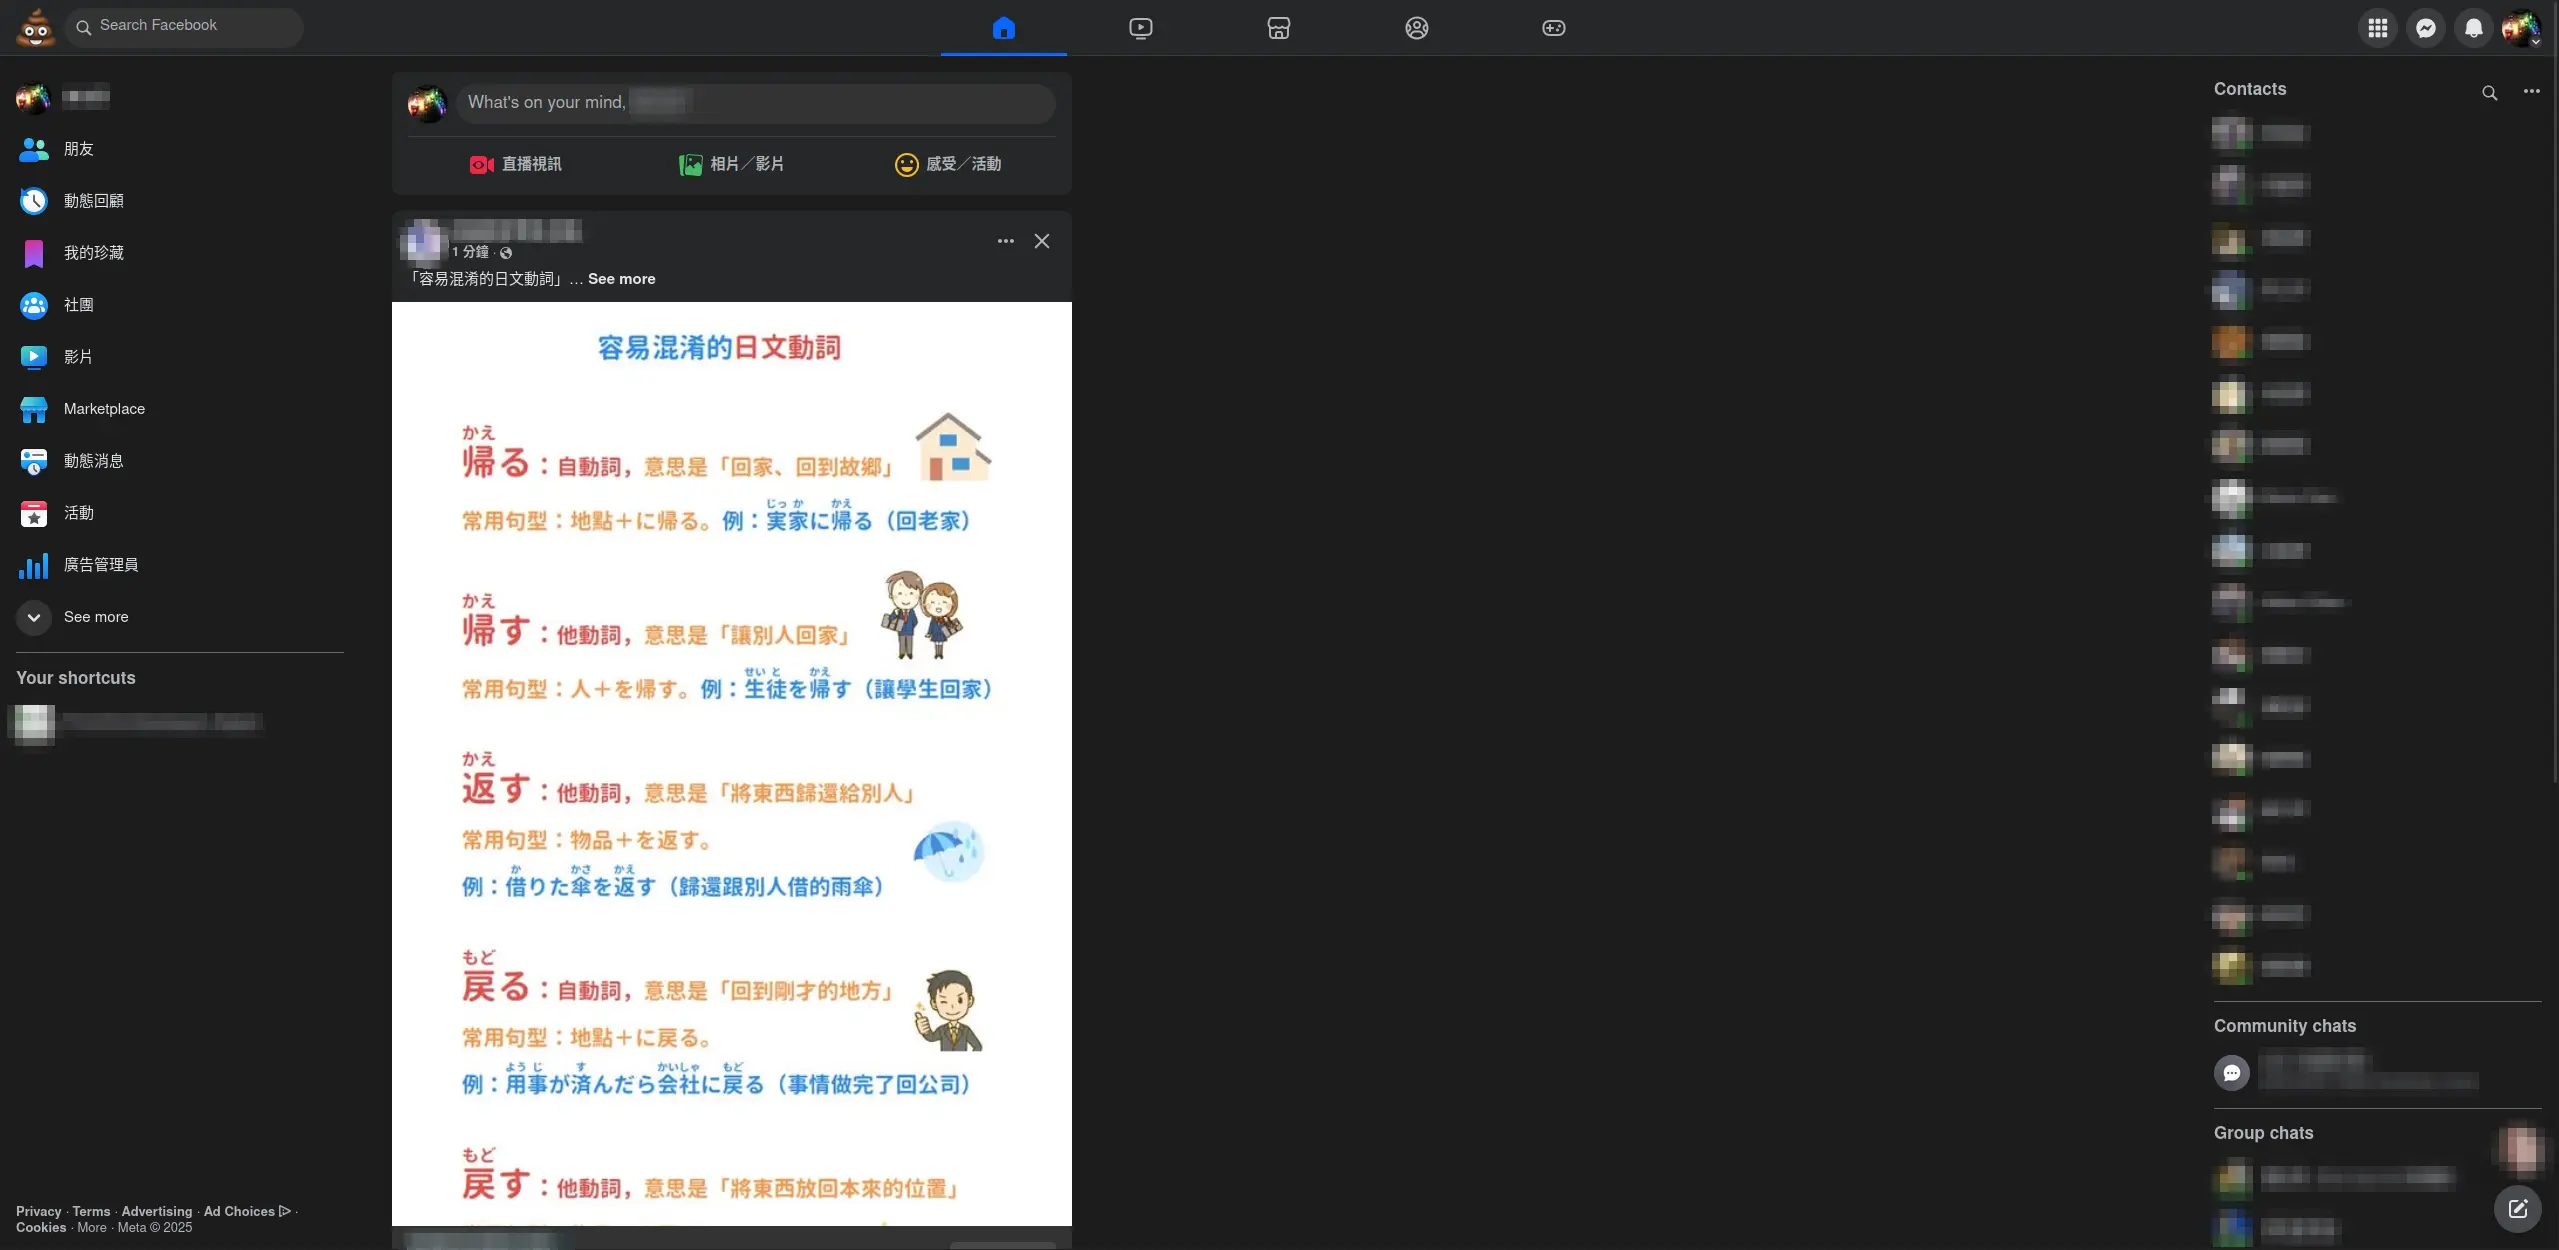 Search Facebook
朋友
動態回顧
我的珍藏
社團
影片
Marketplace
動態消息
活動
廣告管理員
See more
Your shortcuts
Privacy · Terms · Advertising · Ad Choices ·
Cookies · More · Meta © 2025
What's on your mind,
直播視訊
相片／影片
感受／活動
1 分鐘 ·
「容易混淆的日文動詞」… See more
容易混淆的日文動詞
かえ
帰る：自動詞，意思是「回家、回到故鄉」
じっ か かえ
常用句型：地點＋に帰る。例：実家に帰る（回老家）
かえ
帰す：他動詞，意思是「讓別人回家」
せい と かえ
常用句型：人＋を帰す。例：生徒を帰す（讓學生回家）
かえ
返す：他動詞，意思是「將東西歸還給別人」
常用句型：物品＋を返す。
か かさ かえ
例：借りた傘を返す（歸還跟別人借的雨傘）
もど
戻る：自動詞，意思是「回到剛才的地方」
常用句型：地點＋に戻る。
よう じ す かいしゃ もど
例：用事が済んだら会社に戻る（事情做完了回公司）
もど
戻す：他動詞，意思是「將東西放回本來的位置」
Contacts
Community chats
Group chats